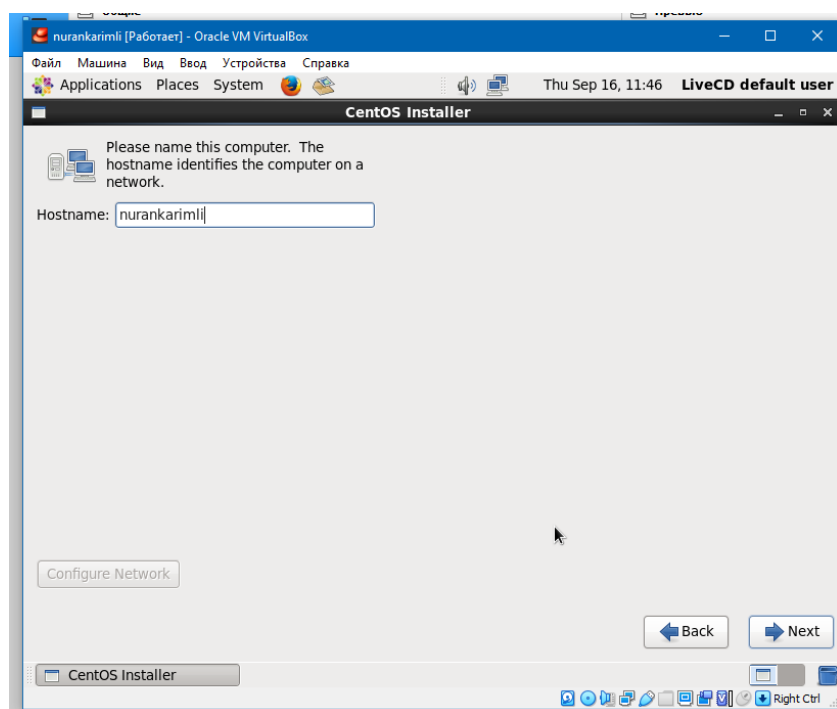 nurankarimli [Работает] - Oracle VM VirtualBox
Файл Машина Вид Ввод Устройства Справка
Applications Places System Thu Sep 16, 11:46 LiveCD default user
CentOS Installer
Please name this computer. The
hostname identifies the computer on a
network.
Hostname: nurankarimli
Configure Network
Back Next
CentOS Installer
Right Ctrl